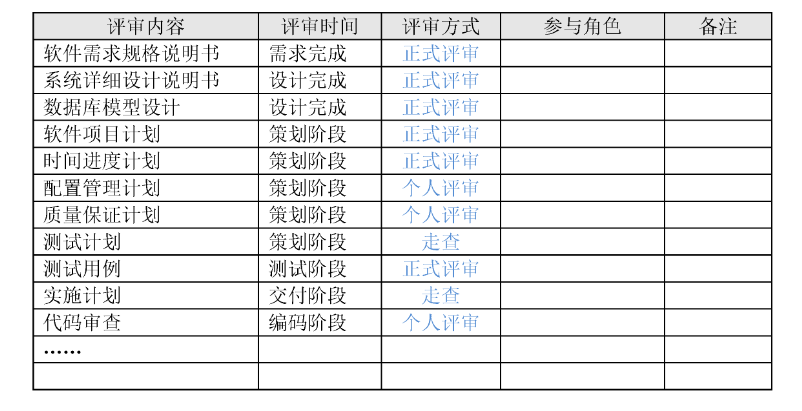 评审内容 评审时间 评审方式 参与角色 备注
软件需求规格说明书 需求完成 正式评审
系统详细设计说明书 设计完成 正式评审
数据库模型设计 设计完成 正式评审
软件项目计划 策划阶段 正式评审
时间进度计划 策划阶段 正式评审
配置管理计划 策划阶段 个人评审
质量保证计划 策划阶段 个人评审
测试计划 策划阶段 走查
测试用例 测试阶段 正式评审
实施计划 交付阶段 走查
代码审查 编码阶段 个人评审
……